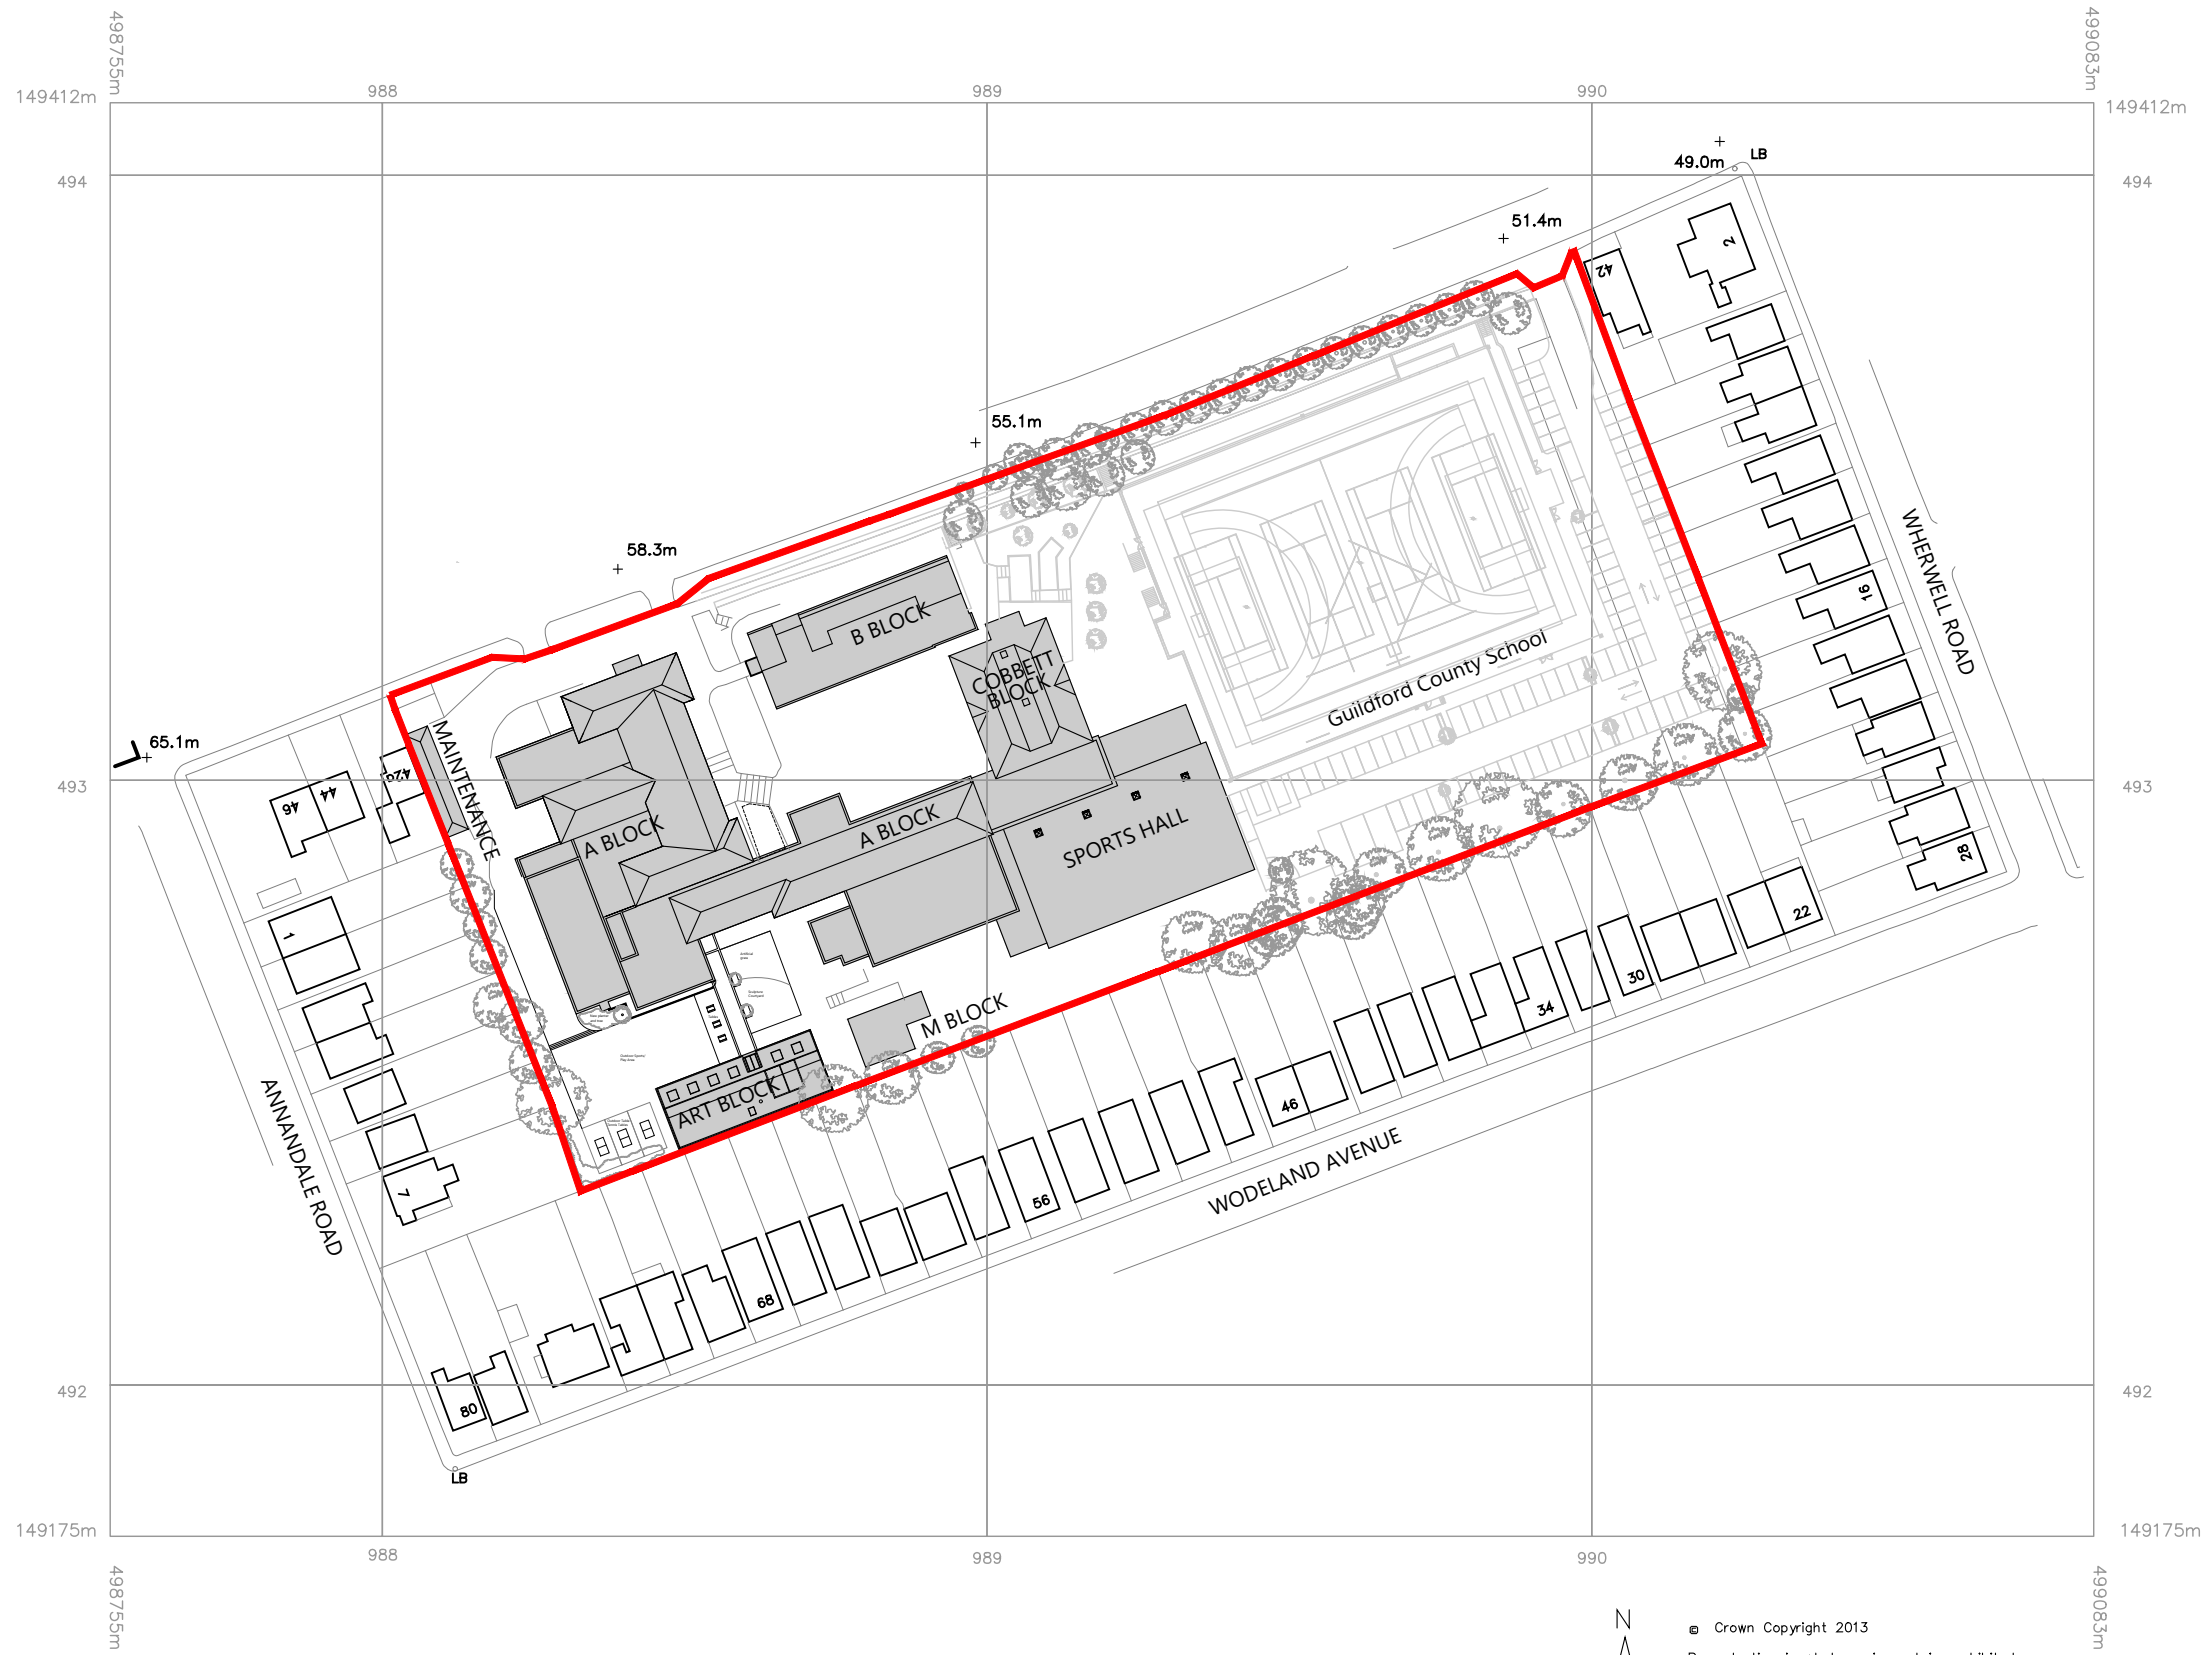 498755m
499083m
149412m
988
989
990
149412m
494
494
49.0m
LB
51.4m
2
42
55.1m
58.3m
WHERWELL ROAD
16
B BLOCK
COBBETT
BLOCK
Guildford County School
65.1m
MAINTENANCE
42a
44
46
493
493
A BLOCK
A BLOCK
SPORTS HALL
28
22
1
30
34
M BLOCK
ART BLOCK
46
ANNANDALE ROAD
WODELAND AVENUE
7
56
68
492
492
80
LB
149175m
149175m
988
989
990
498755m
499083m
N
© Crown Copyright 2013